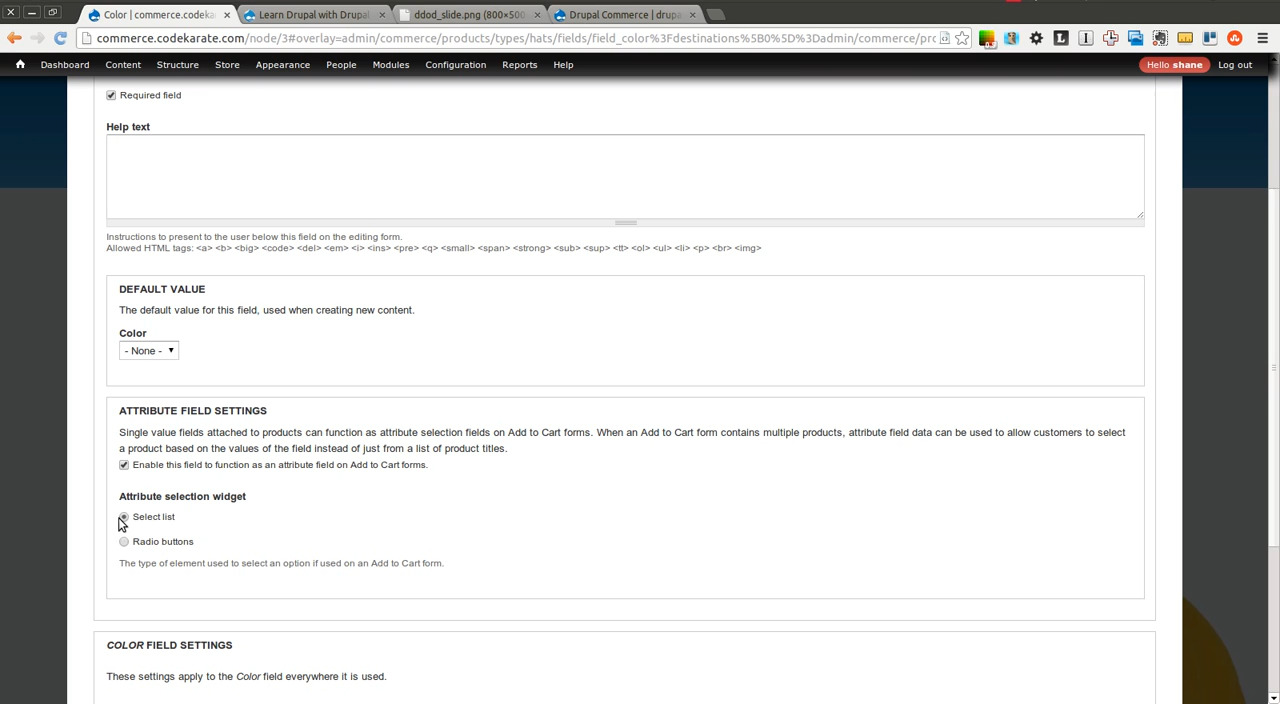 Color | commerce.codeka
Learn Drupal with Drupal
ddod_slide.png (800×500
Drupal Commerce | drupa
commerce.codekarate.com/node/3#overlay=admin/commerce/products/types/hats/fields/field_color%3Fdestinations%5B0%5D%3Dadmin/commerce/prc
Dashboard Content Structure Store Appearance People Modules Configuration Reports Help Hello shane Log out
Required field
Help text
Instructions to present to the user below this field on the editing form.
Allowed HTML tags: <a> <b> <big> <code> <del> <em> <i> <ins> <pre> <q> <small> <span> <strong> <sub> <sup> <tt> <ol> <ul> <li> <p> <br> <img>
DEFAULT VALUE
The default value for this field, used when creating new content.
Color
- None -
ATTRIBUTE FIELD SETTINGS
Single value fields attached to products can function as attribute selection fields on Add to Cart forms. When an Add to Cart form contains multiple products, attribute field data can be used to allow customers to select
a product based on the values of the field instead of just from a list of product titles.
Enable this field to function as an attribute field on Add to Cart forms.
Attribute selection widget
Select list
Radio buttons
The type of element used to select an option if used on an Add to Cart form.
COLOR FIELD SETTINGS
These settings apply to the Color field everywhere it is used.